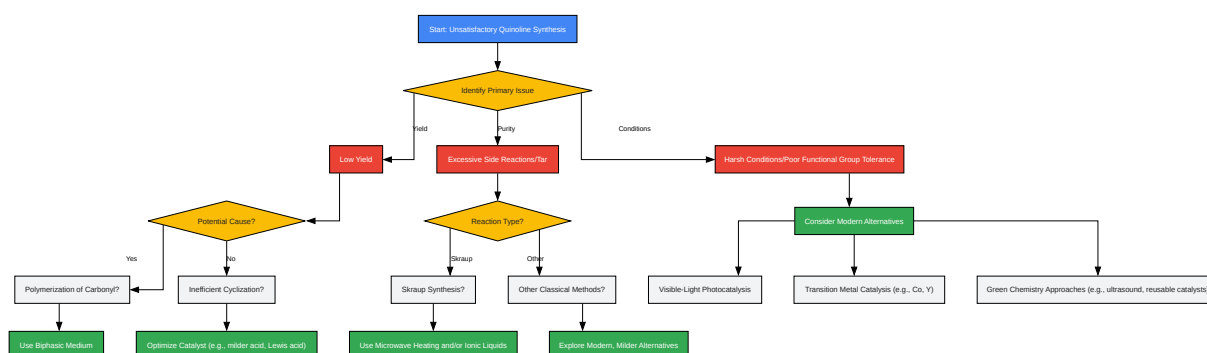 Start: Unsatisfactory Quinoline Synthesis
Identify Primary Issue
Yield
Purity
Conditions
Low Yield
Excessive Side Reactions/Tar
Harsh Conditions/Poor Functional Group Tolerance
Potential Cause?
Reaction Type?
Consider Modern Alternatives
Yes
No
Skraup
Other
Polymerization of Carbonyl?
Inefficient Cyclization?
Skraup Synthesis?
Other Classical Methods?
Visible-Light Photocatalysis
Transition Metal Catalysis (e.g., Co, Y)
Green Chemistry Approaches (e.g., ultrasound, reusable catalysts)
Use Biphasic Medium
Optimize Catalyst (e.g., milder acid, Lewis acid)
Use Microwave Heating and/or Ionic Liquids
Explore Modern, Milder Alternatives